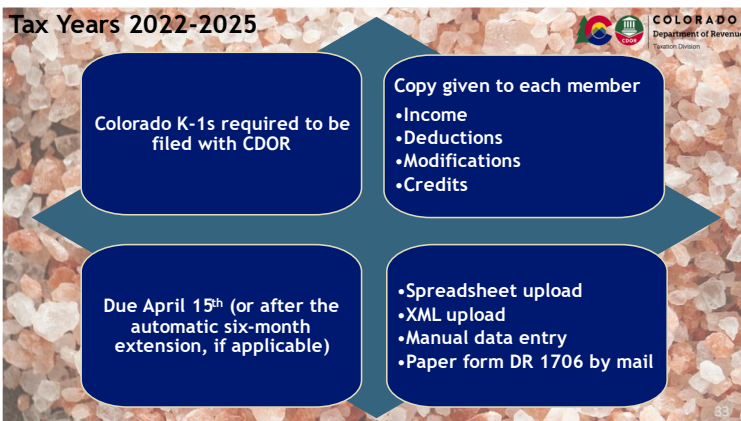 Tax Years 2022-2025
COLORADO
Department of Revenue
Taxation Division
CDOR
Colorado K-1s required to be
filed with CDOR
Copy given to each member
•Income
•Deductions
•Modifications
•Credits
Due April 15th (or after the
automatic six-month
extension, if applicable)
•Spreadsheet upload
•XML upload
•Manual data entry
•Paper form DR 1706 by mail
33